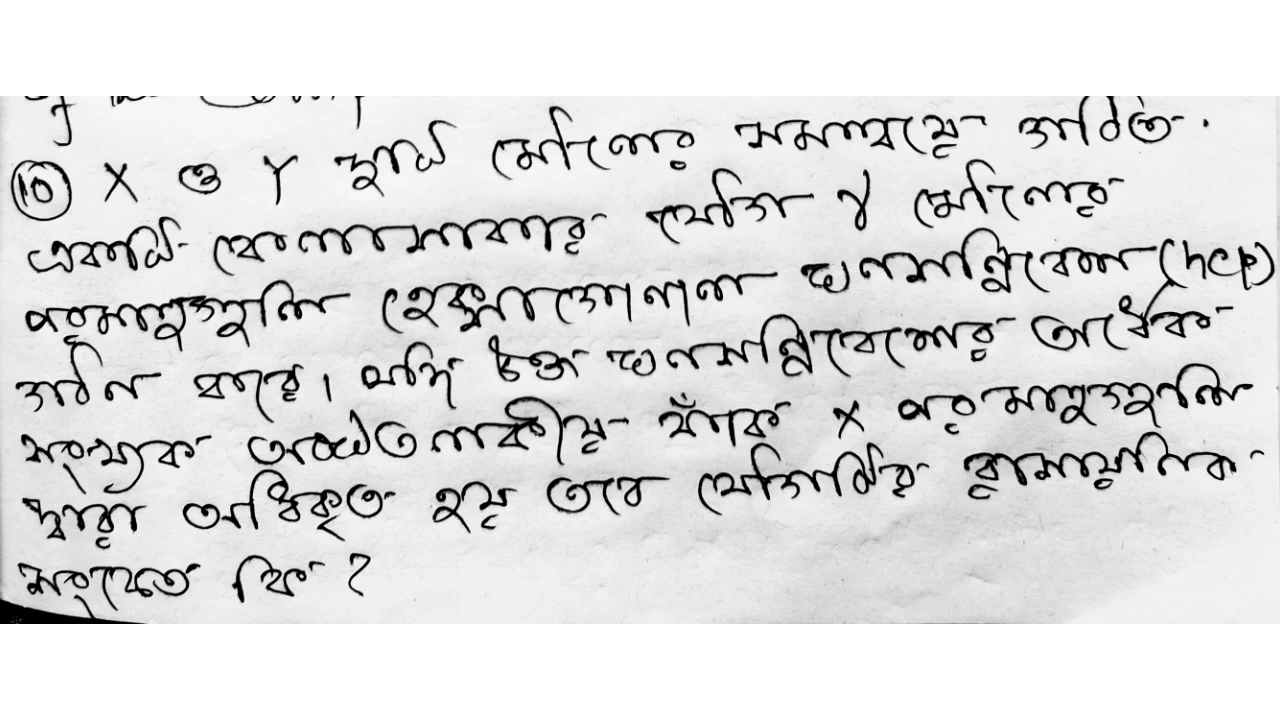 (10) X ও Y দুটি মৌলের সমন্বয়ে গঠিত
একটি কেলাসাকার যৌগ Y মৌলের
পরমাণুগুলি হেক্সাগোনাল ঘনসন্নিবেশ (hcp)
গঠন করে। যদি উক্ত ঘনসন্নিবেশের অর্ধেক
সংখ্যক অষ্টতলকীয় ফাঁক X পরমাণুগুলি
দ্বারা অধিকৃত হয় তবে যৌগটির রাসায়নিক
সংকেত কি ?